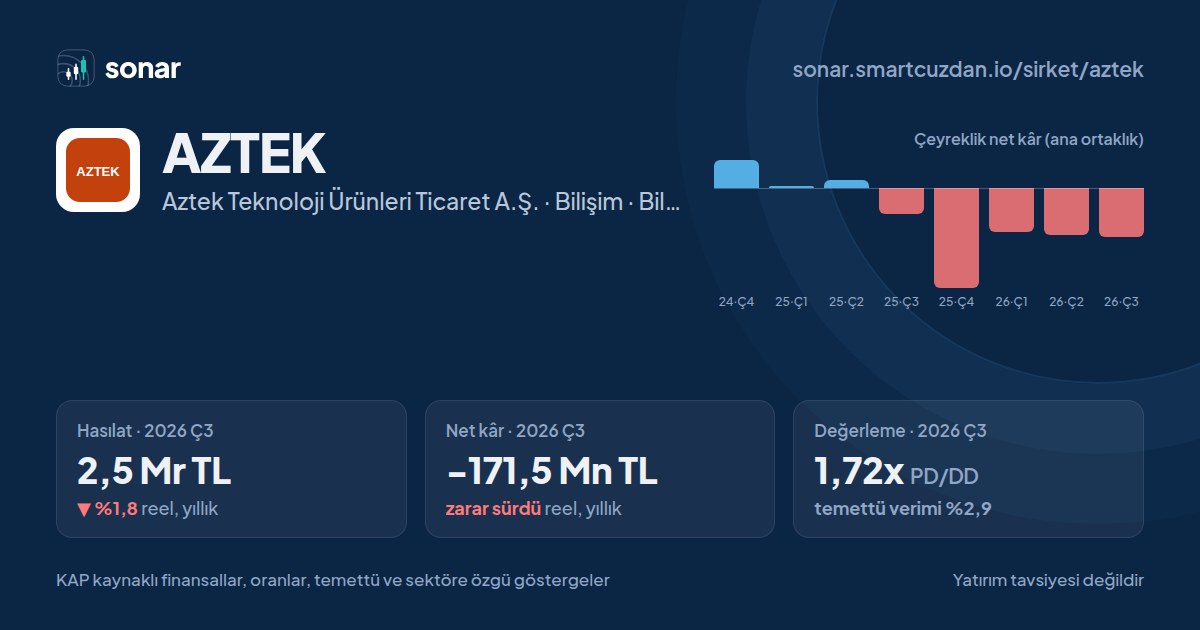 sonar
sonar.smartcuzdan.io/sirket/aztek
AZTEK
AZTEK
Aztek Teknoloji Ürünleri Ticaret A.Ş. · Bilişim · Bil...
Çeyreklik net kâr (ana ortaklık)
24·Ç4 25·Ç1 25·Ç2 25·Ç3 25·Ç4 26·Ç1 26·Ç2 26·Ç3
Hasılat · 2026 Ç3
2,5 Mr TL
▼ %1,8 reel, yıllık
Net kâr · 2026 Ç3
-171,5 Mn TL
zarar sürdü reel, yıllık
Değerleme · 2026 Ç3
1,72x PD/DD
temettü verimi %2,9
KAP kaynaklı finansallar, oranlar, temettü ve sektöre özgü göstergeler
Yatırım tavsiyesi değildir